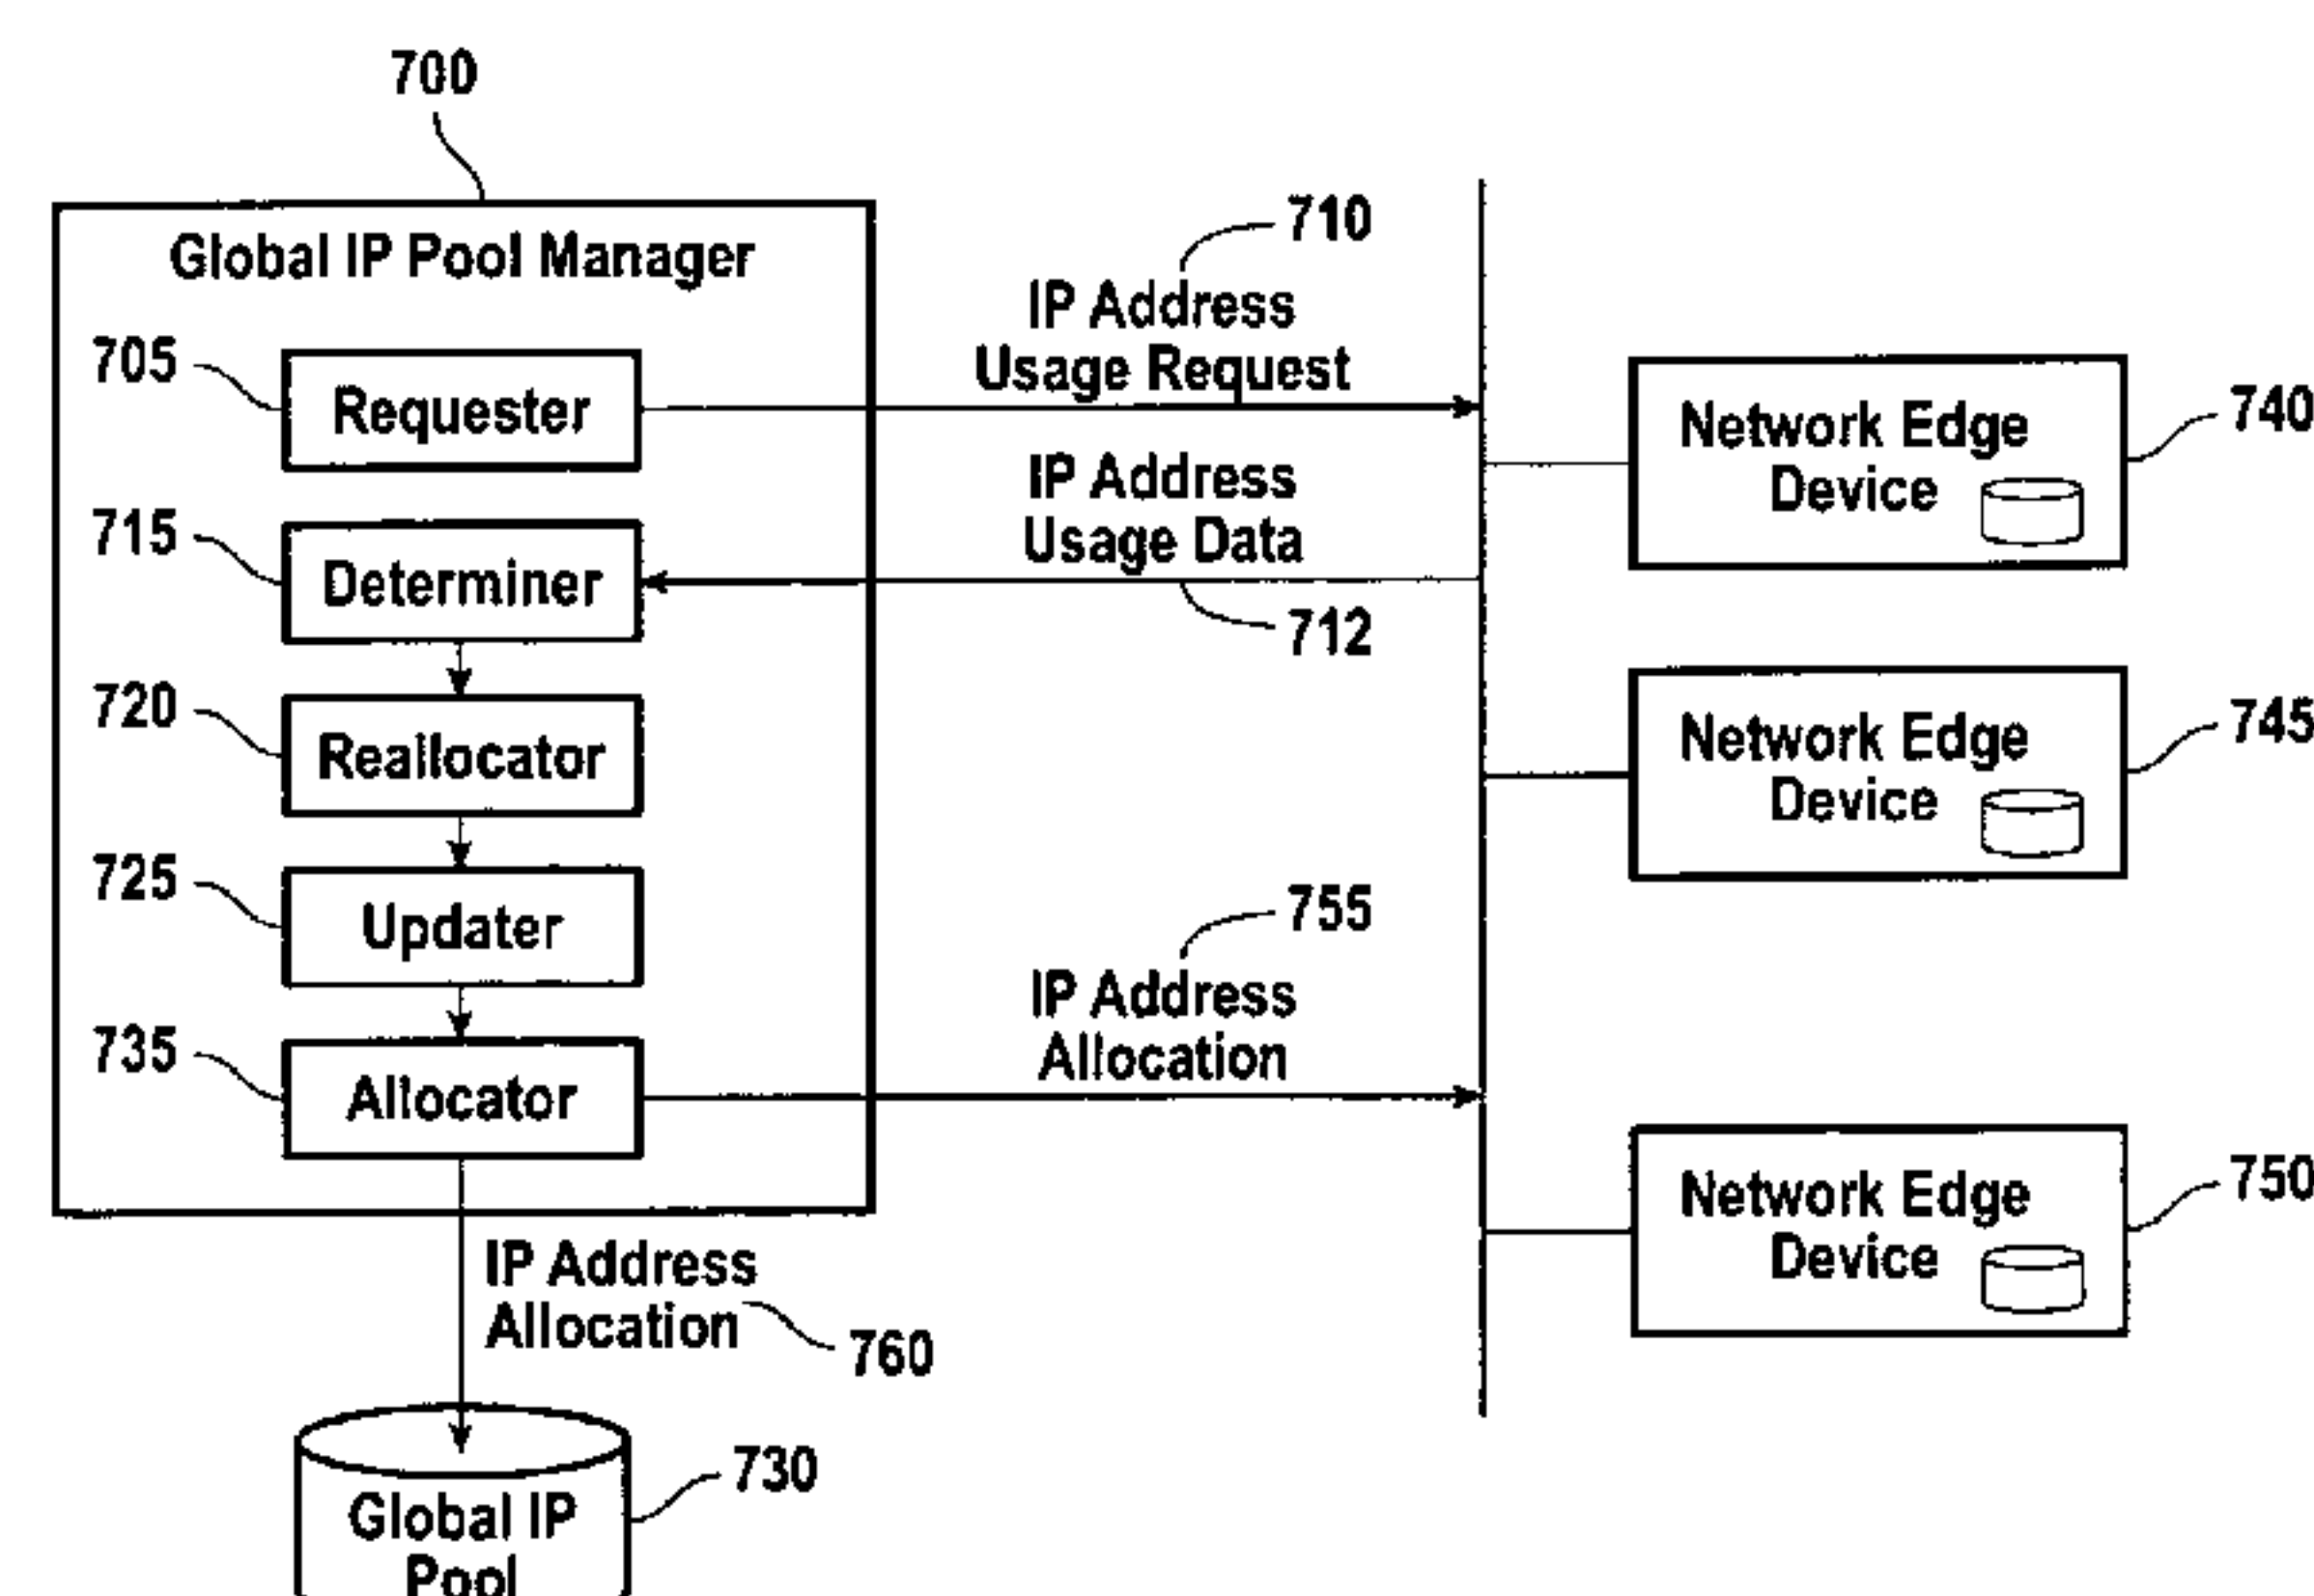 700
Global IP Pool Manager
710
IP Address
Usage Request
705
Requester
IP Address
Usage Data
712
715
Determiner
720
Reallocator
725
Updater
755
IP Address
Allocation
735
Allocator
IP Address
Allocation
760
730
Global IP
Pool
Network Edge
Device
740
Network Edge
Device
745
Network Edge
Device
750